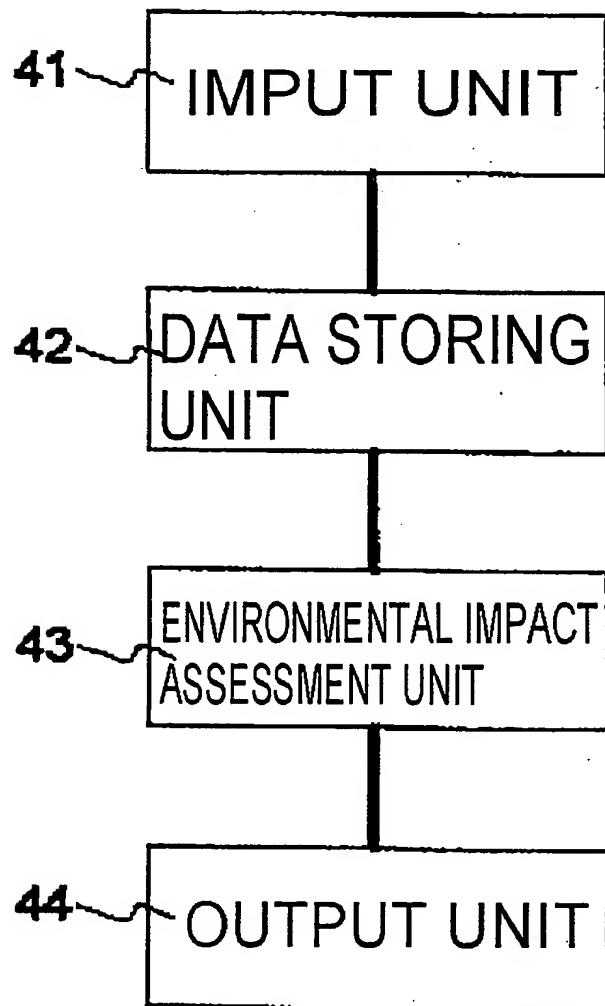 41 IMPUT UNIT
42 DATA STORING
UNIT
43 ENVIRONMENTAL IMPACT
ASSESSMENT UNIT
44 OUTPUT UNIT